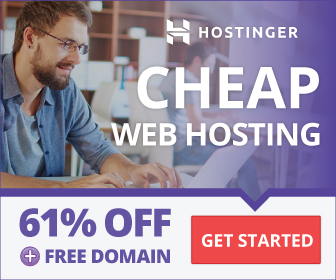 HOSTINGER
CHEAP
WEB HOSTING
61% OFF
+ FREE DOMAIN
GET STARTED